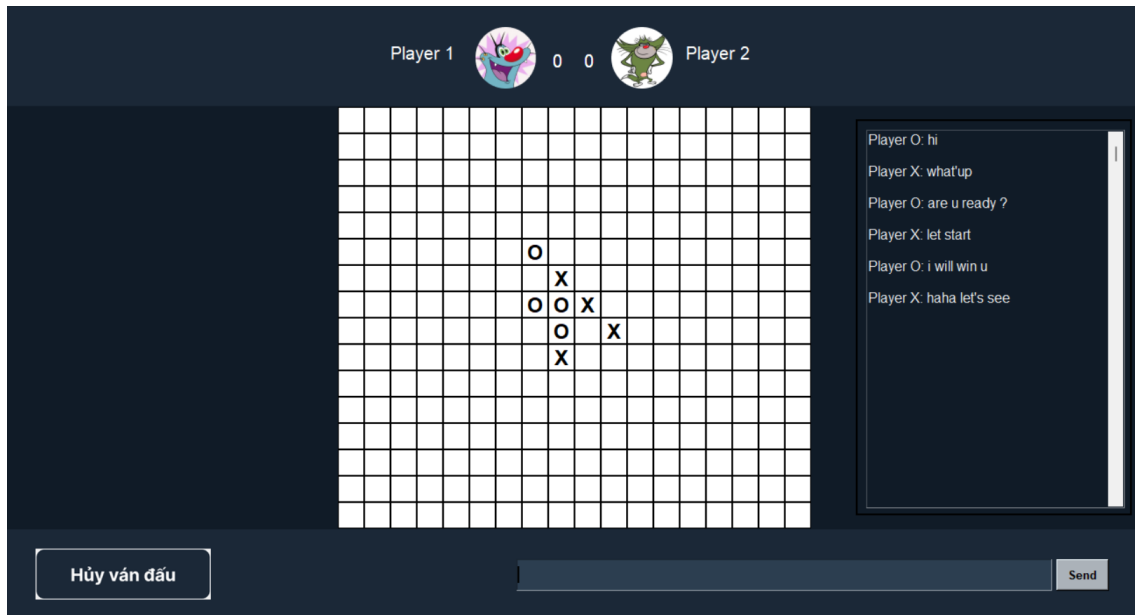 Player 1 0 0 Player 2
O
X
O O X
O X
X
Player O: hi
Player X: what'up
Player O: are u ready ?
Player X: let start
Player O: i will win u
Player X: haha let's see
Hủy ván đấu
Send